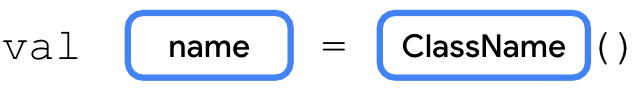 val name = ClassName()